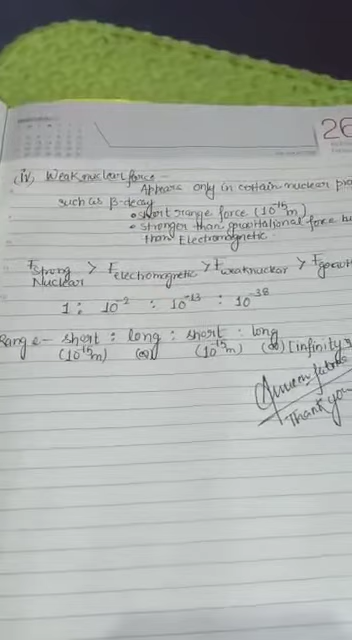 26
(iv) Weak nuclear force -
Appears only in certain nuclear pro
such as β-decay
• short range force (10⁻¹⁵m)
• stronger than gravitational force
than Electromagnetic.
F strong Nuclear > F electromagnetic > F weaknuclear > F gravit
1 : 10⁻² : 10⁻¹³ : 10⁻³⁸
Range - short : long : short : long
(10⁻¹⁵m) (∞) (10⁻¹⁵m) (∞) [infinity
Thank you